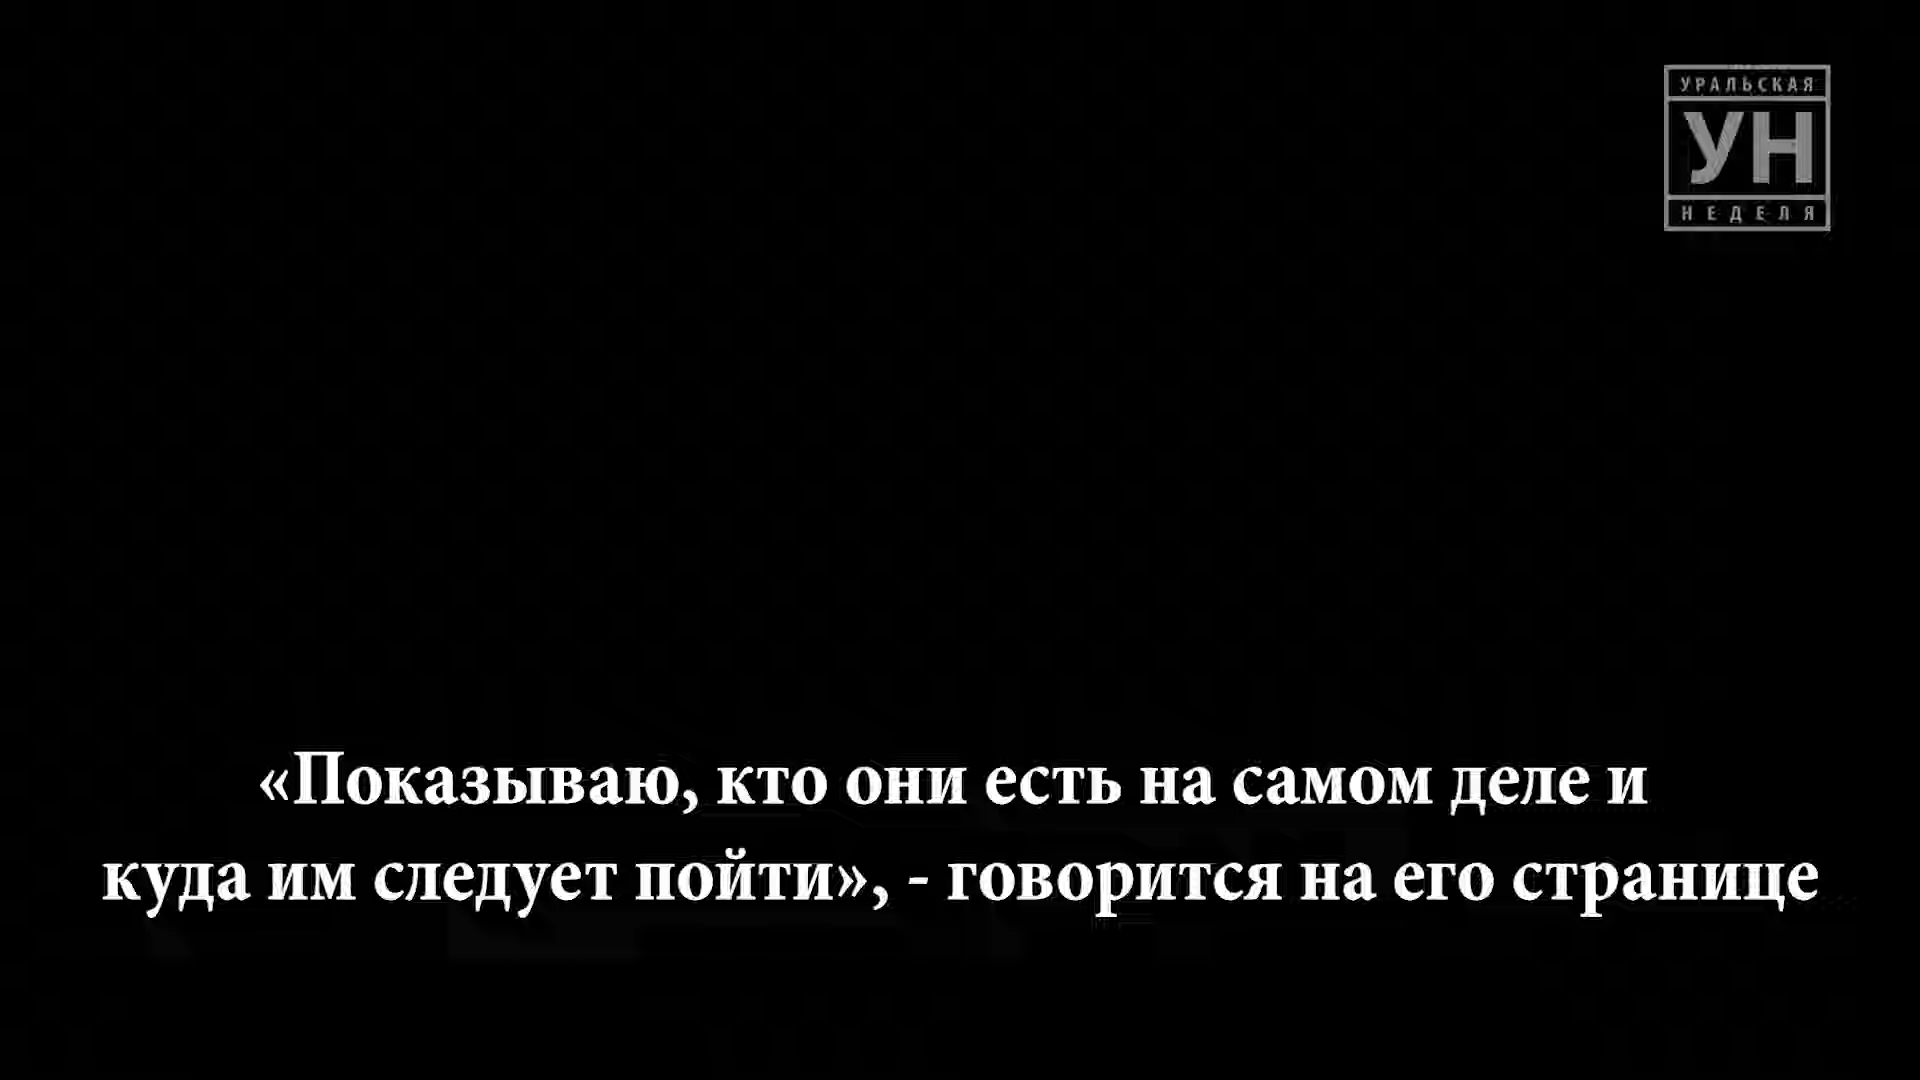 УРАЛЬСКАЯ
УН
НЕДЕЛЯ
«Показываю, кто они есть на самом деле и
куда им следует пойти», - говорится на его странице